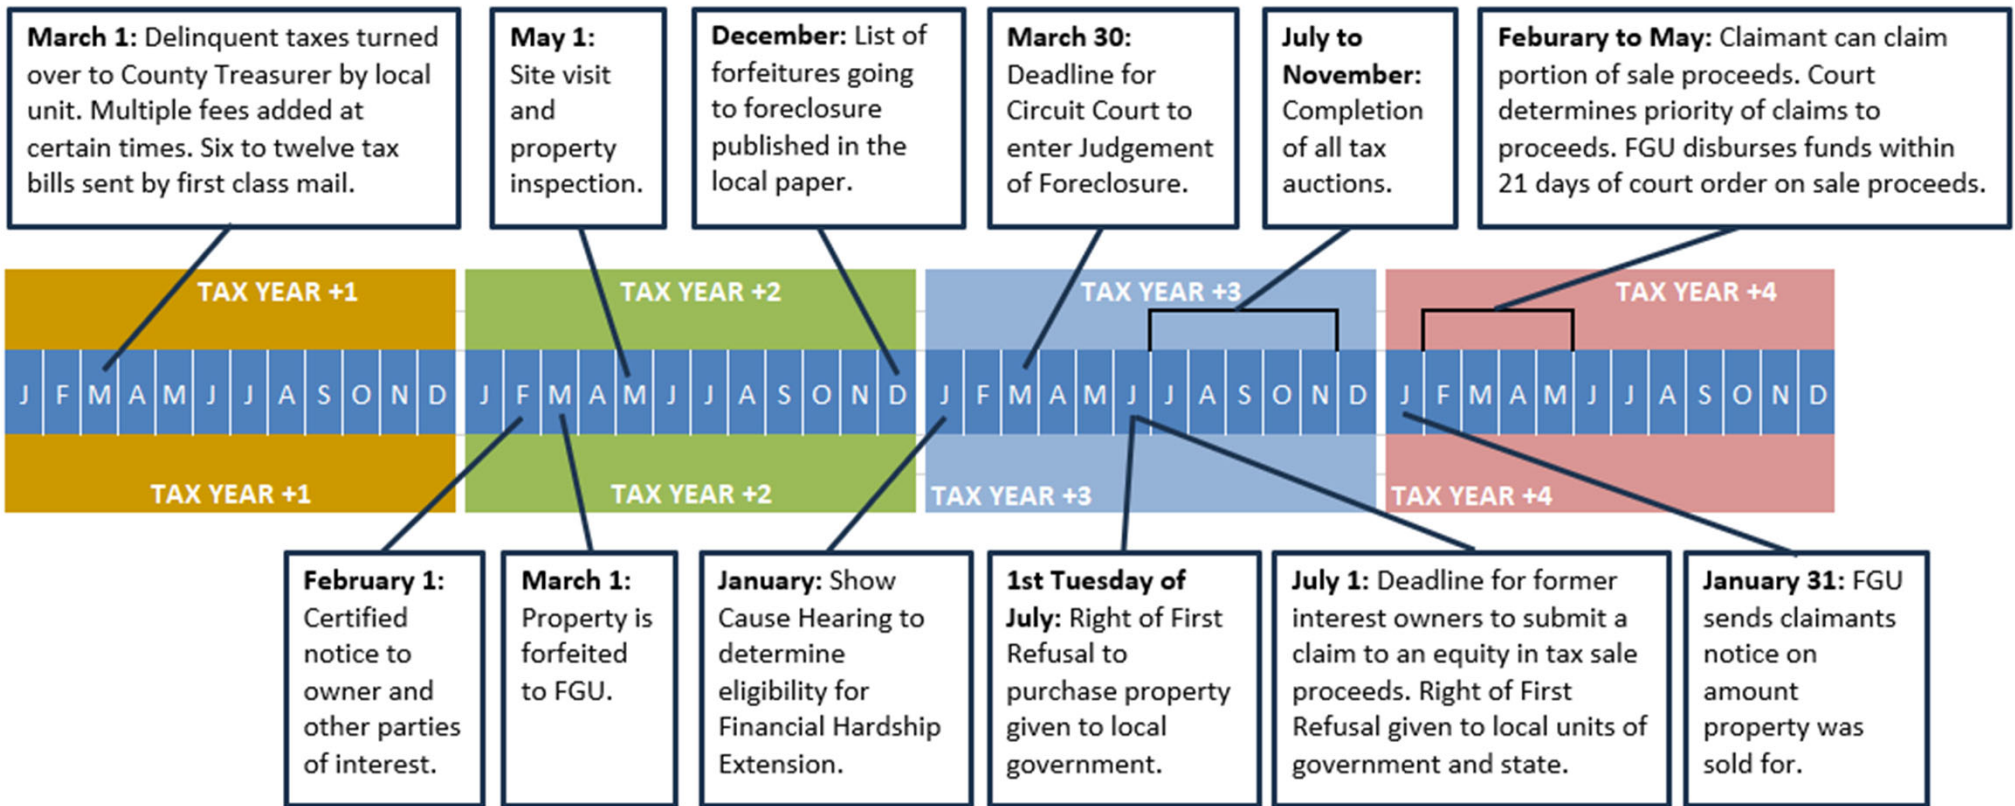 March 1: Delinquent taxes turned
over to County Treasurer by local
unit. Multiple fees added at
certain times. Six to twelve tax
bills sent by first class mail.
May 1:
Site visit
and
property
inspection.
December: List of
forfeitures going
to foreclosure
published in the
local paper.
March 30:
Deadline for
Circuit Court to
enter Judgement
of Foreclosure.
July to
November:
Completion
of all tax
auctions.
Feburary to May: Claimant can claim
portion of sale proceeds. Court
determines priority of claims to
proceeds. FGU disburses funds within
21 days of court order on sale proceeds.
TAX YEAR +1
TAX YEAR +2
TAX YEAR +3
TAX YEAR +4
J F M A M J J A S O N D
J F M A M J J A S O N D
J F M A M J J A S O N D
J F M A M J J A S O N D
TAX YEAR +1
TAX YEAR +2
TAX YEAR +3
TAX YEAR +4
February 1:
Certified
notice to
owner and
other parties
of interest.
March 1:
Property is
forfeited
to FGU.
January: Show
Cause Hearing to
determine
eligibility for
Financial Hardship
Extension.
1st Tuesday of
July: Right of First
Refusal to
purchase property
given to local
government.
July 1: Deadline for former
interest owners to submit a
claim to an equity in tax sale
proceeds. Right of First
Refusal given to local units of
government and state.
January 31: FGU
sends claimants
notice on
amount
property was
sold for.